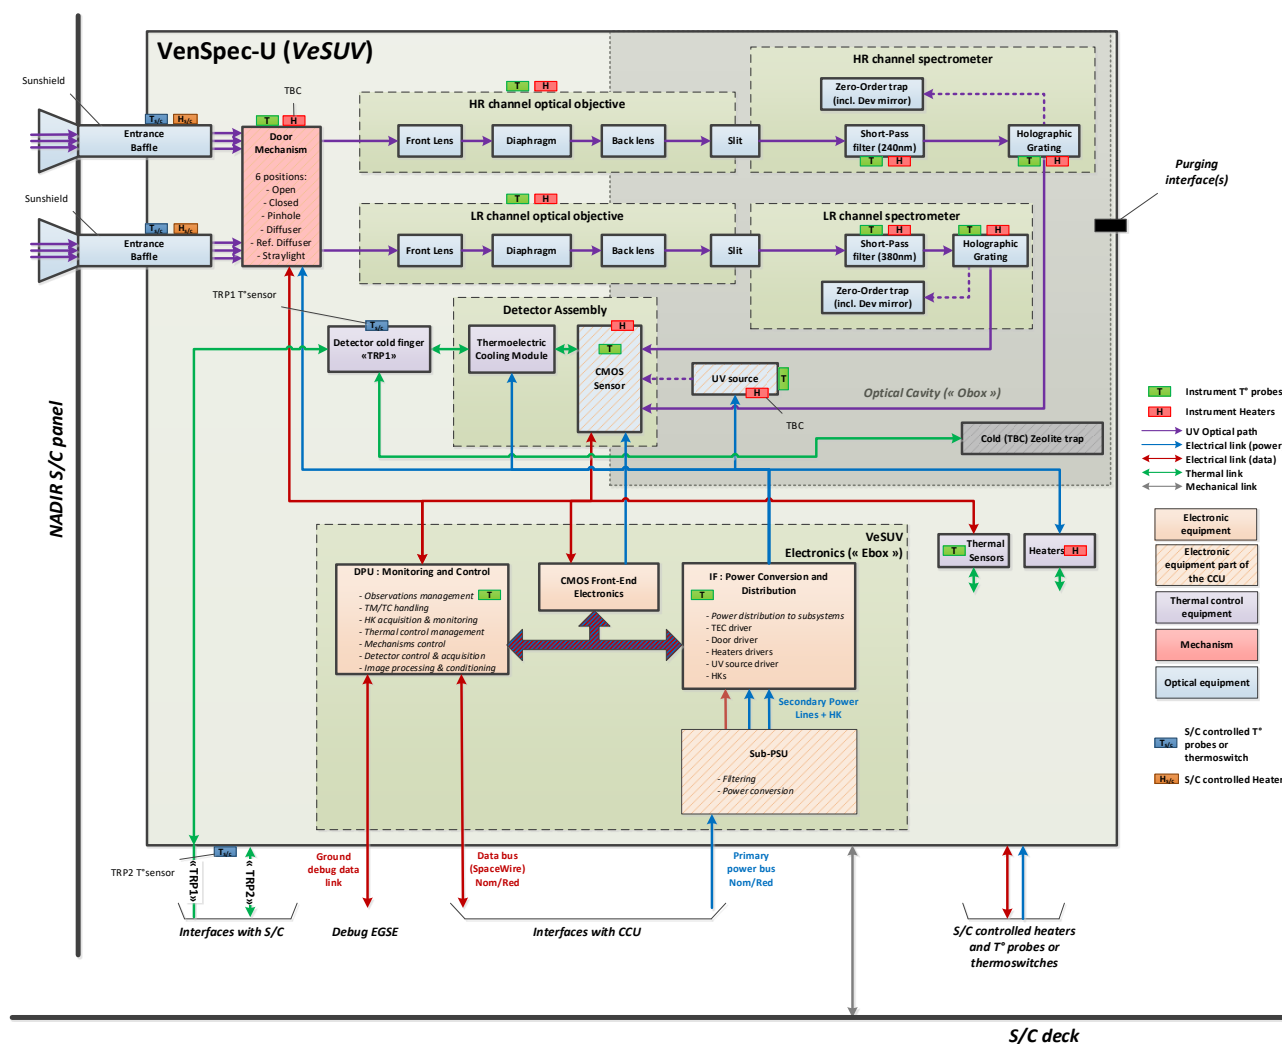 VenSpec-U (VeSUV)
NADIR S/C panel
Sunshield
T S/C
H S/C
Entrance
Baffle
Sunshield
T S/C
H S/C
Entrance
Baffle
TBC
T
H
Door
Mechanism
6 positions:
- Open
- Closed
- Pinhole
- Diffuser
- Ref. Diffuser
- Straylight
T
H
HR channel optical objective
Front Lens
Diaphragm
Back lens
Slit
HR channel spectrometer
Zero-Order trap
(incl. Dev mirror)
Short-Pass
filter (240nm)
T
H
Holographic
Grating
T
H
T
H
LR channel optical objective
Front Lens
Diaphragm
Back lens
Slit
LR channel spectrometer
T
H
Short-Pass
filter (380nm)
T
H
Holographic
Grating
Zero-Order trap
(incl. Dev mirror)
Purging
interface(s)
TRP1 T°sensor
T S/C
Detector cold finger
«TRP1»
Detector Assembly
Thermoelectric
Cooling Module
H
T
CMOS
Sensor
UV source
T
H
TBC
Optical Cavity (« Obox »)
Cold (TBC) Zeolite trap
T
Thermal
Sensors
Heaters
H
VeSUV
Electronics (« Ebox »)
DPU : Monitoring and Control
- Observations management
T
- TM/TC handling
- HK acquisition & monitoring
- Thermal control management
- Mechanisms control
- Detector control & acquisition
- Image processing & conditioning
CMOS Front-End
Electronics
IF : Power Conversion and
Distribution
T
- Power distribution to subsystems
- TEC driver
- Door driver
- Heaters drivers
- UV source driver
- HKs
Secondary Power
Lines + HK
Sub-PSU
- Filtering
- Power conversion
TRP2 T°sensor
T S/C
« TRP1»
« TRP2»
Ground
debug data
link
Data bus
(SpaceWire)
Nom/Red
Primary
power bus
Nom/Red
Interfaces with S/C
Debug EGSE
Interfaces with CCU
S/C controlled heaters
and T° probes or
thermoswitches
S/C deck
T
Instrument T° probes
H
Instrument Heaters
UV Optical path
Electrical link (power
Electrical link (data)
Thermal link
Mechanical link
Electronic
equipment
Electronic
equipment part of
the CCU
Thermal control
equipment
Mechanism
Optical equipment
T S/C
S/C controlled T°
probes or
thermoswitch
H S/C
S/C controlled Heater